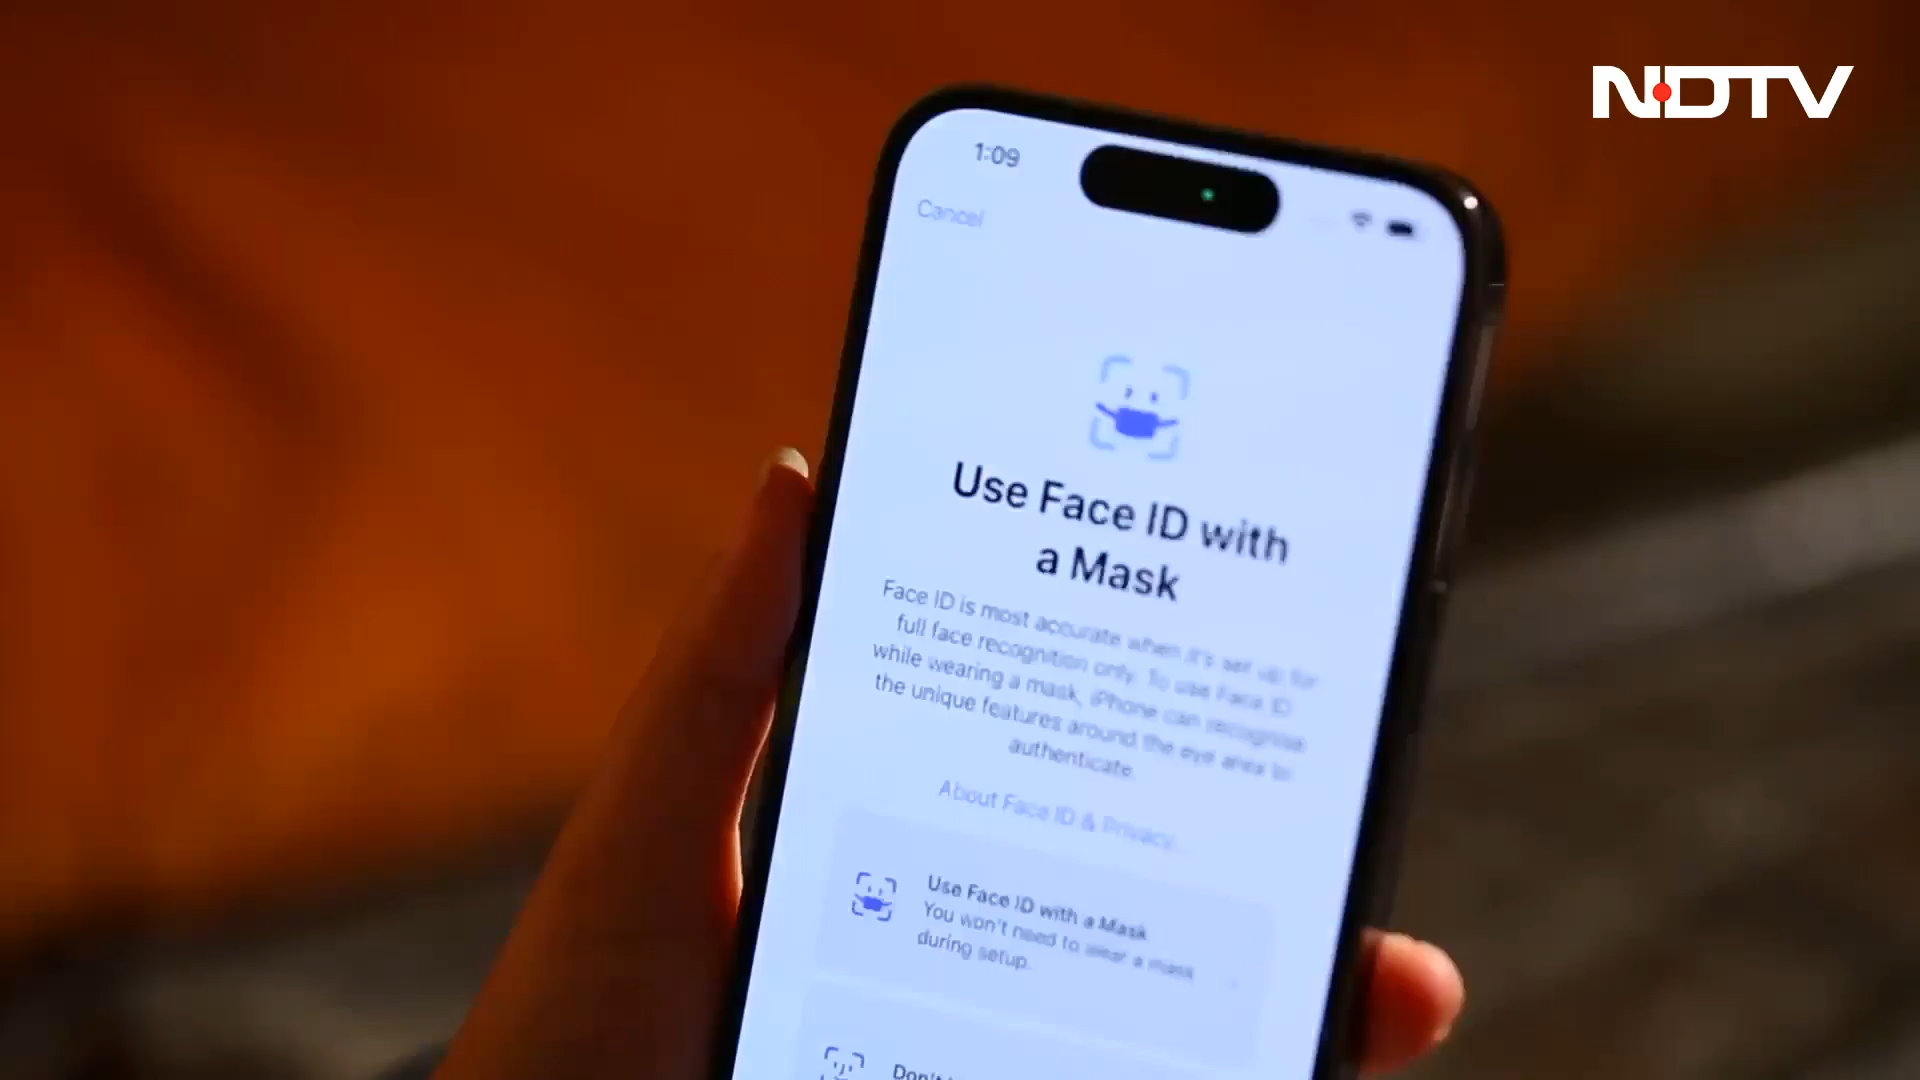 NDTV
1:09
Cancel
Use Face ID with
a Mask
Face ID is most accurate when it's set up for
full face recognition only. To use Face ID
while wearing a mask, iPhone can recognise
the unique features around the eye area to
authenticate.
About Face ID & Privacy...
Use Face ID with a Mask
You won't need to wear a mask
during setup.
Don't